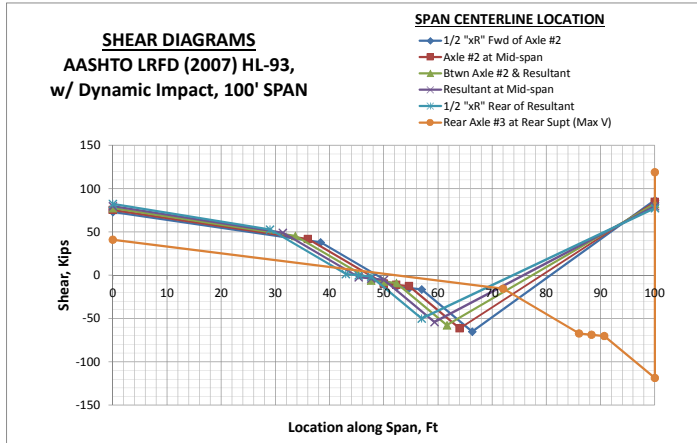 SHEAR DIAGRAMS
AASHTO LRFD (2007) HL-93,
w/ Dynamic Impact, 100' SPAN
SPAN CENTERLINE LOCATION
1/2 "xR" Fwd of Axle #2
Axle #2 at Mid-span
Btwn Axle #2 & Resultant
Resultant at Mid-span
1/2 "xR" Rear of Resultant
Rear Axle #3 at Rear Supt (Max V)
150
100
50
0
-50
-100
-150
0 10 20 30 40 50 60 70 80 90 100
Shear, Kips
Location along Span, Ft